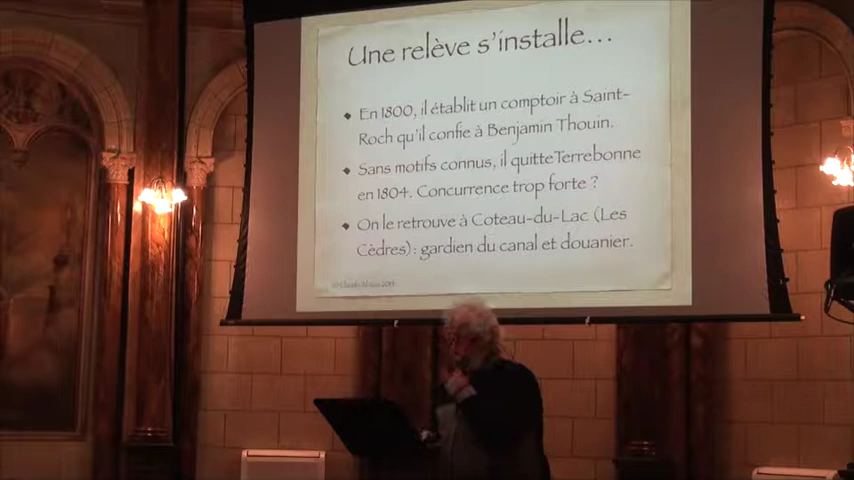 Une relève s'installe...
• En 1800, il établit un comptoir à Saint-
Roch qu'il confie à Benjamin Thouin.
• Sans motifs connus, il quitte Terrebonne
en 1804. Concurrence trop forte ?
• On le retrouve à Coteau-du-Lac (Les
Cèdres): gardien du canal et douanier.